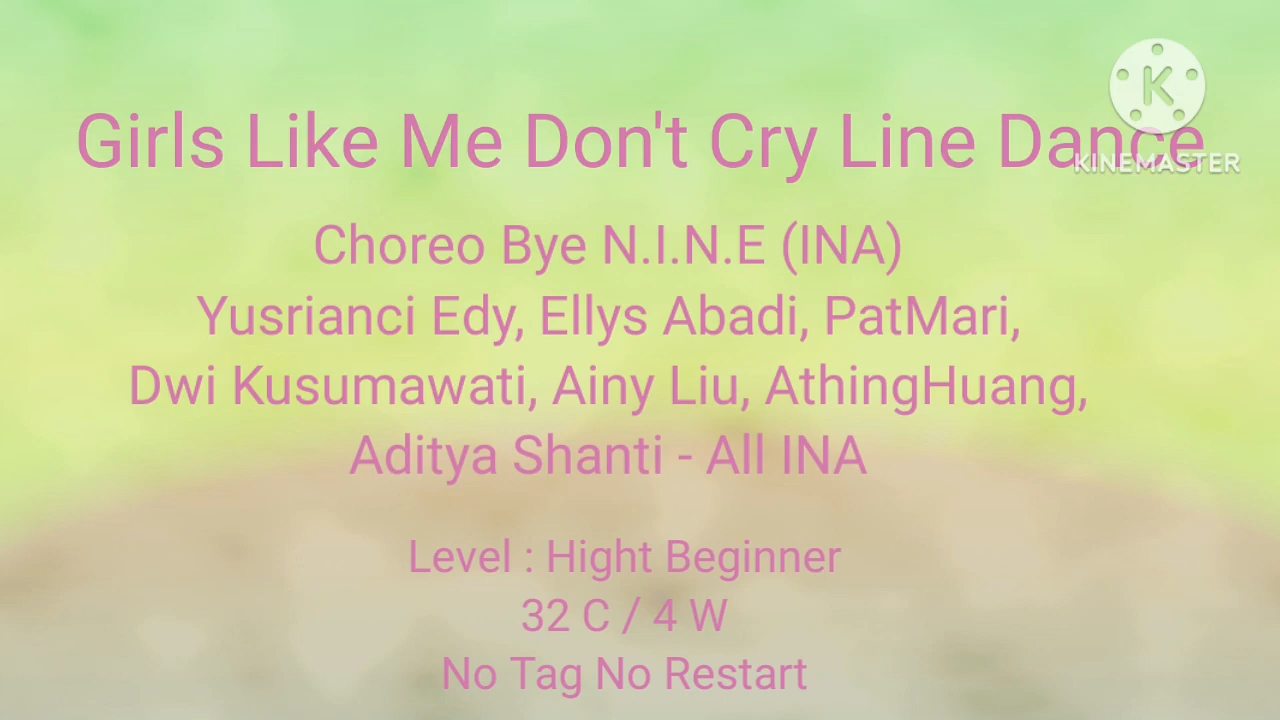 Girls Like Me Don't Cry Line Dance
KINEMASTER
Choreo Bye N.I.N.E (INA)
Yusrianci Edy, Ellys Abadi, PatMari,
Dwi Kusumawati, Ainy Liu, AthingHuang,
Aditya Shanti - All INA
Level : Hight Beginner
32 C / 4 W
No Tag No Restart